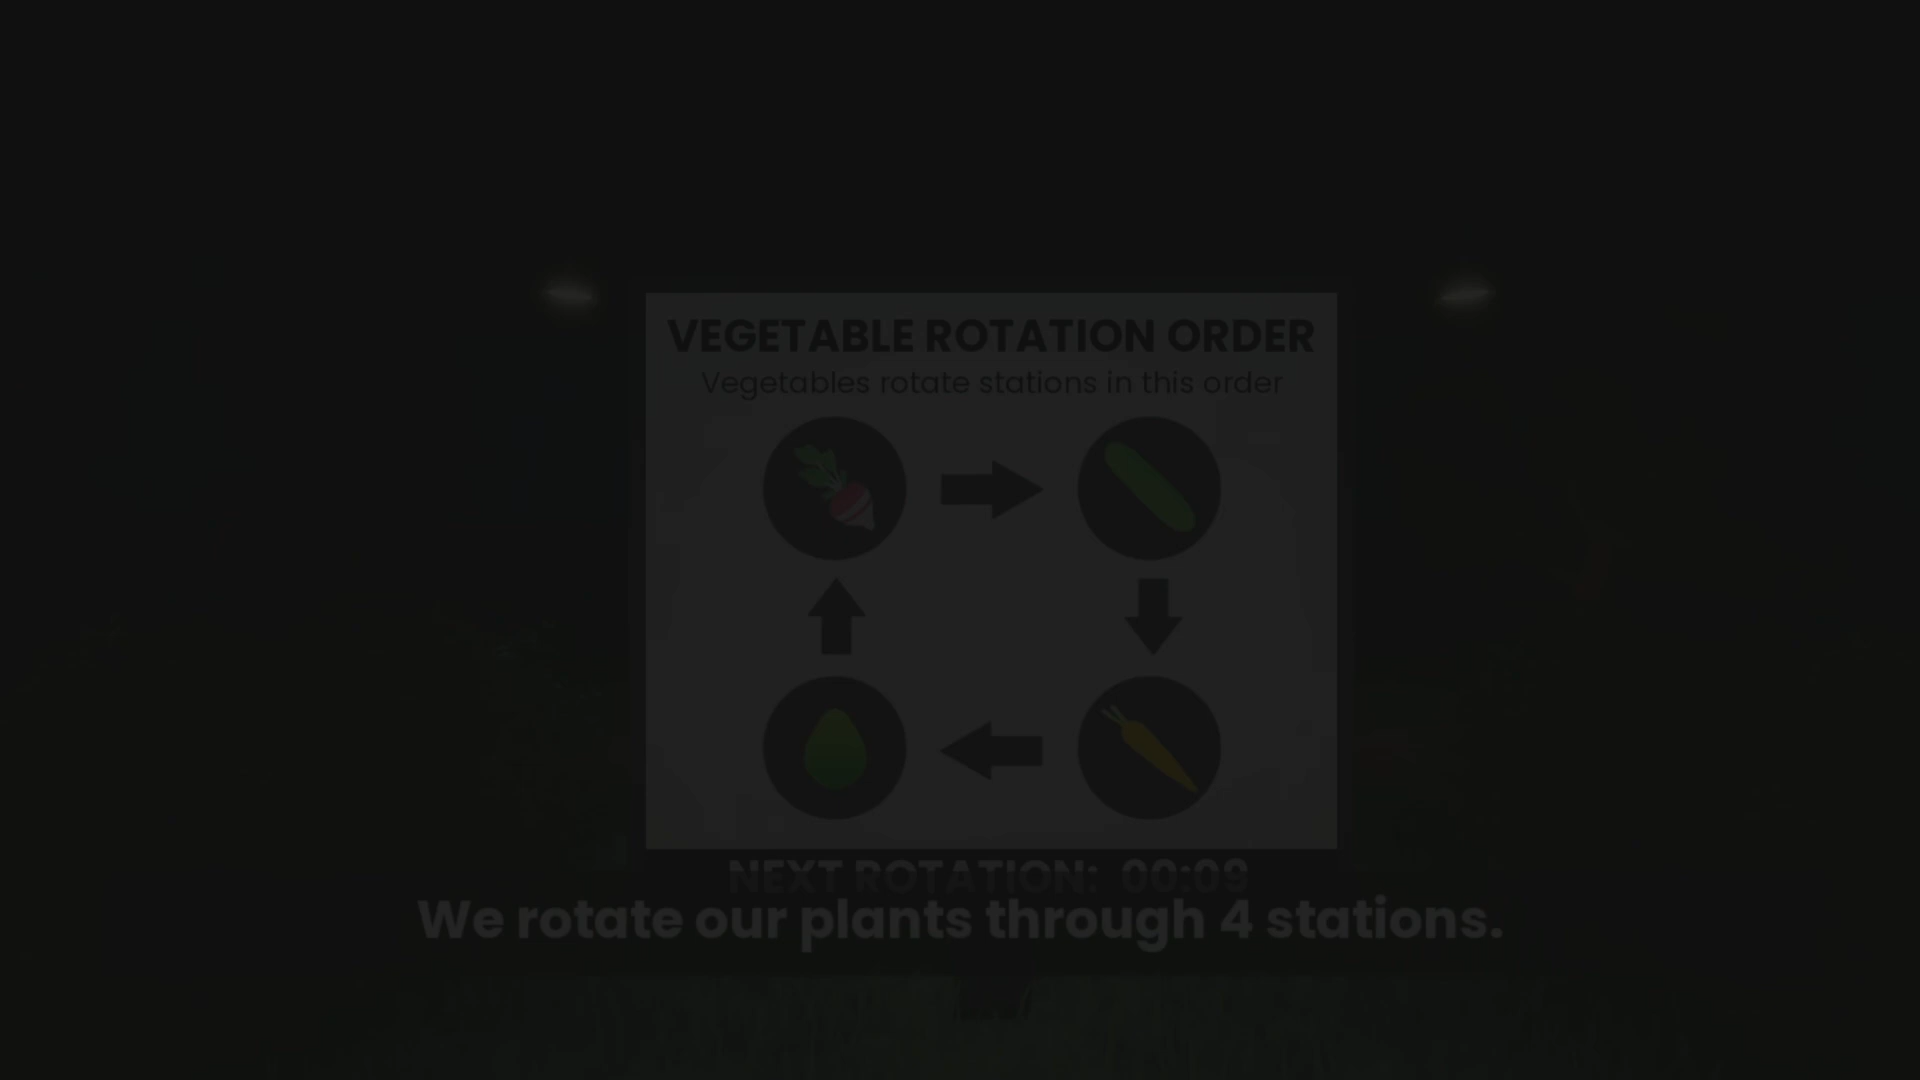 VEGETABLE ROTATION ORDER
Vegetables rotate stations in this order
NEXT ROTATION: 00:09
We rotate our plants through 4 stations.